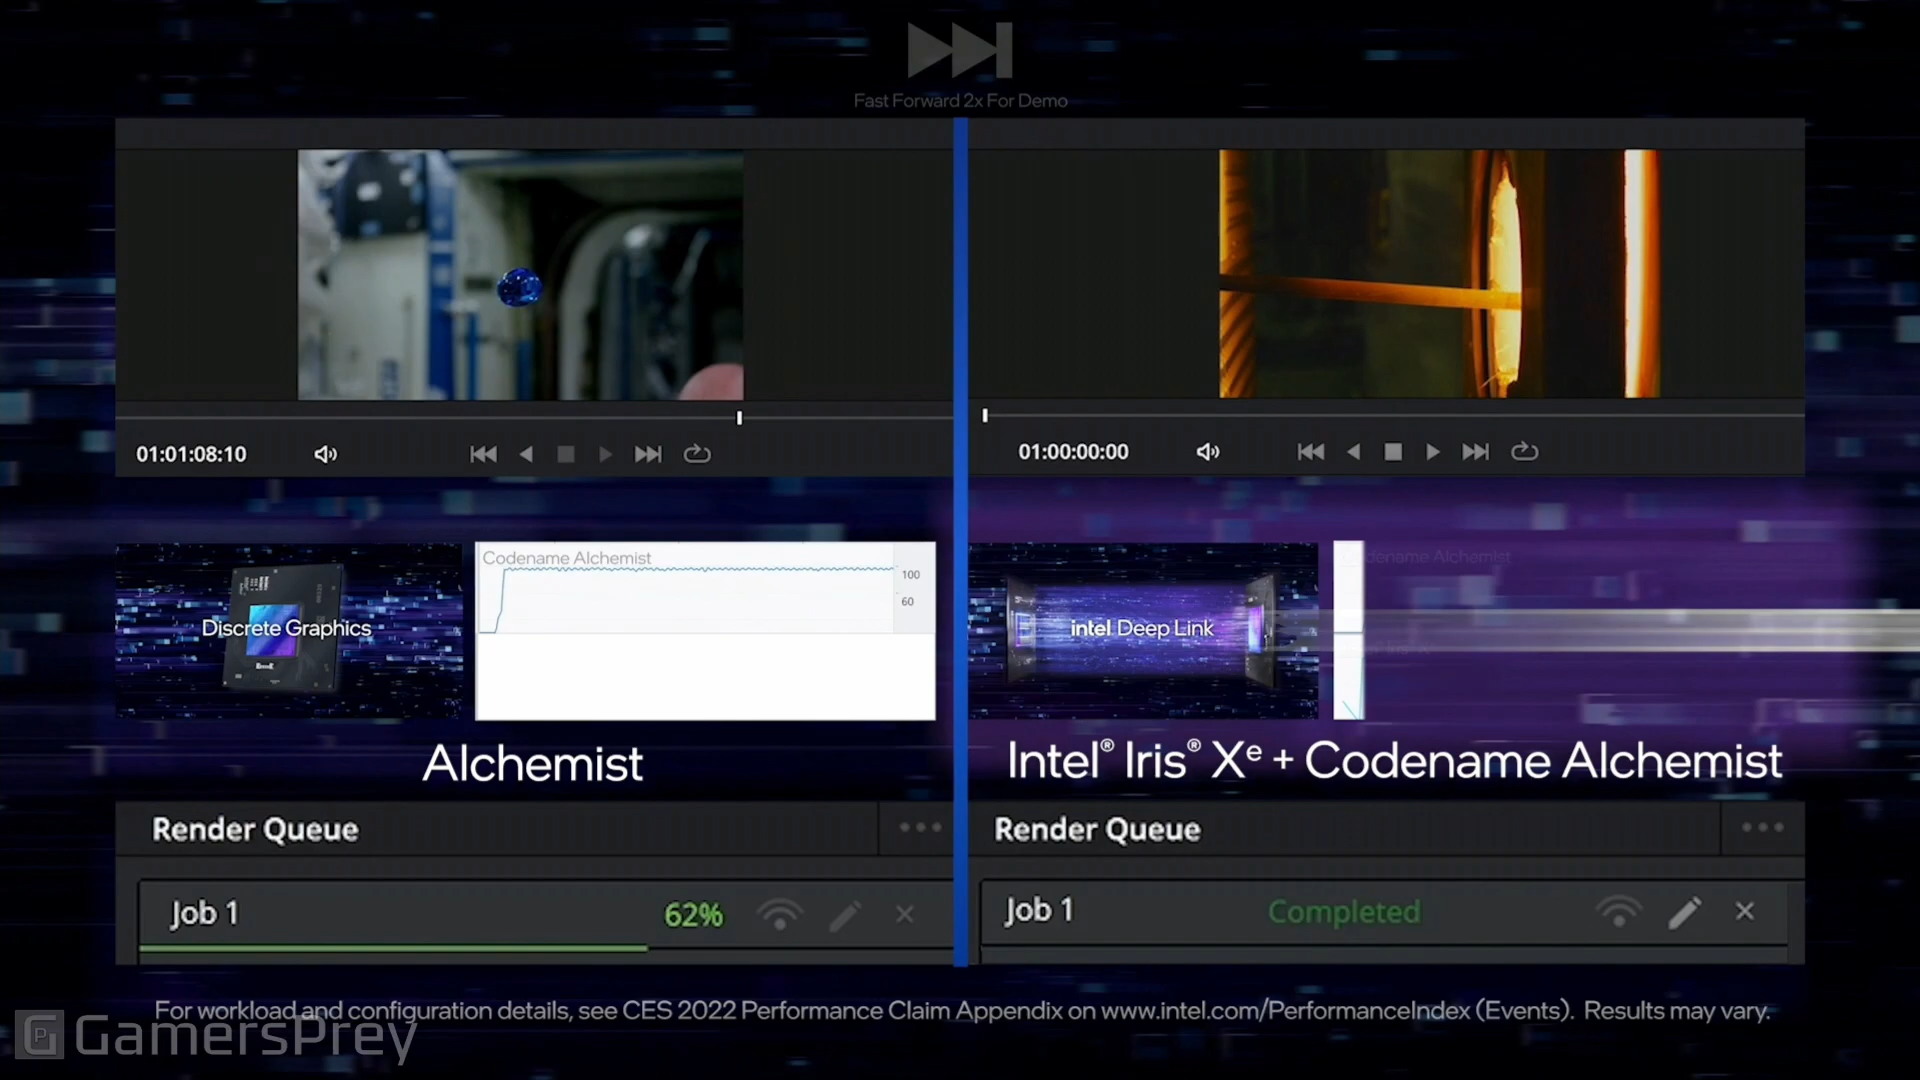 Fast Forward 2x For Demo
01:01:08:10
01:00:00:00
Discrete Graphics
Codename Alchemist
100
60
intel Deep Link
Codename Alchemist
Alchemist
Intel® Iris® Xe + Codename Alchemist
Render Queue
Render Queue
Job 1 62%
Job 1 Completed
For workload and configuration details, see CES 2022 Performance Claim Appendix on www.intel.com/PerformanceIndex (Events). Results may vary.
GamersPrey